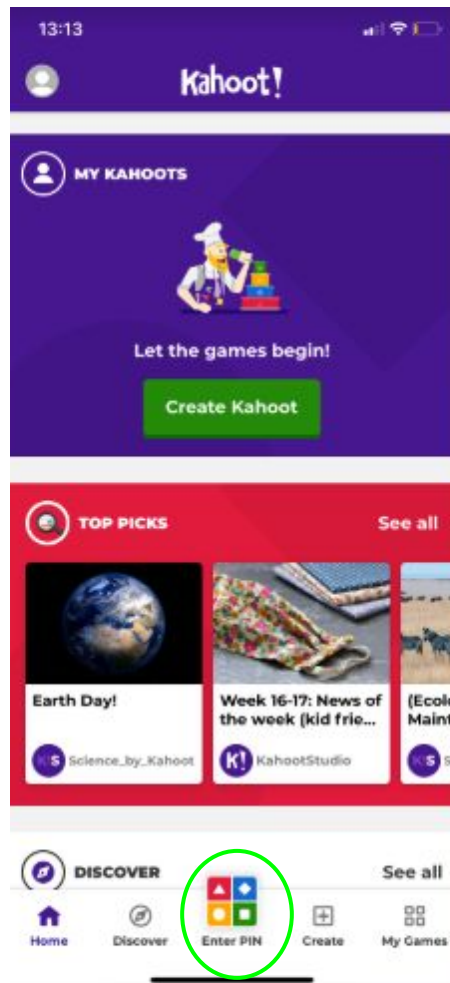 13:13
Kahoot!
MY KAHOOTS
Let the games begin!
Create Kahoot
TOP PICKS
See all
Earth Day!
Science_by_Kahoot
Week 16-17: News of
the week (kid frie...
K!
KahootStudio
(Ecol
Maint
DISCOVER
See all
Home
Discover
Enter PIN
Create
My Games